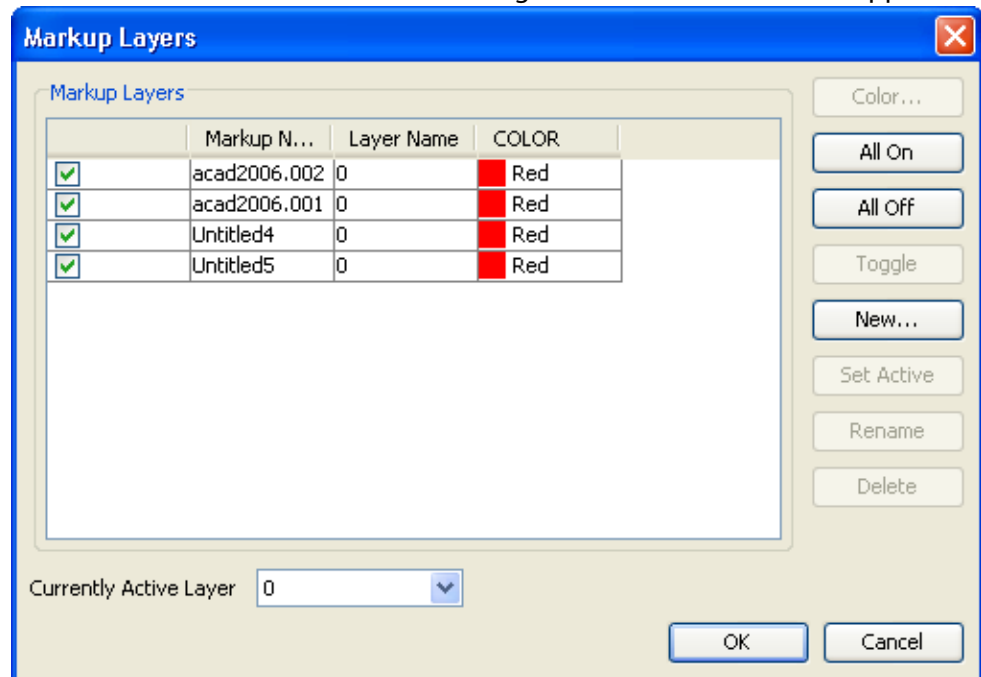 Markup Layers
Markup Layers
Markup N... Layer Name COLOR
acad2006.002 0 Red
acad2006.001 0 Red
Untitled4 0 Red
Untitled5 0 Red
Color...
All On
All Off
Toggle
New...
Set Active
Rename
Delete
Currently Active Layer 0
OK Cancel